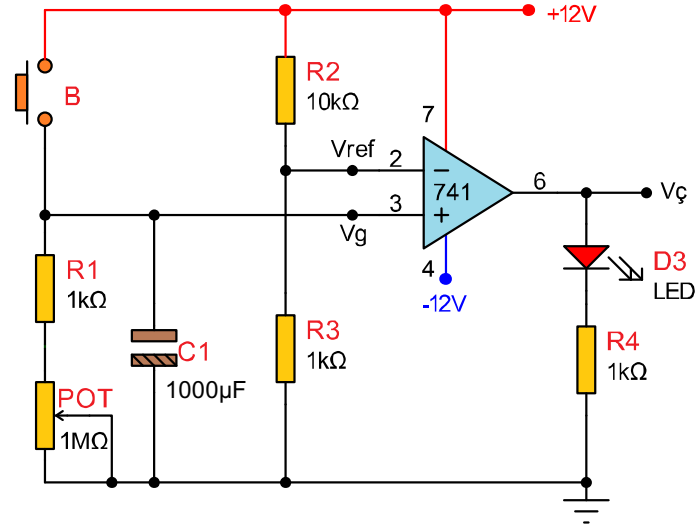 +12V
B
R2
10kΩ
7
Vref
2
−
741
6
Vç
3
+
Vg
4
-12V
R1
1kΩ
D3
LED
C1
1000µF
R3
1kΩ
R4
1kΩ
POT
1MΩ